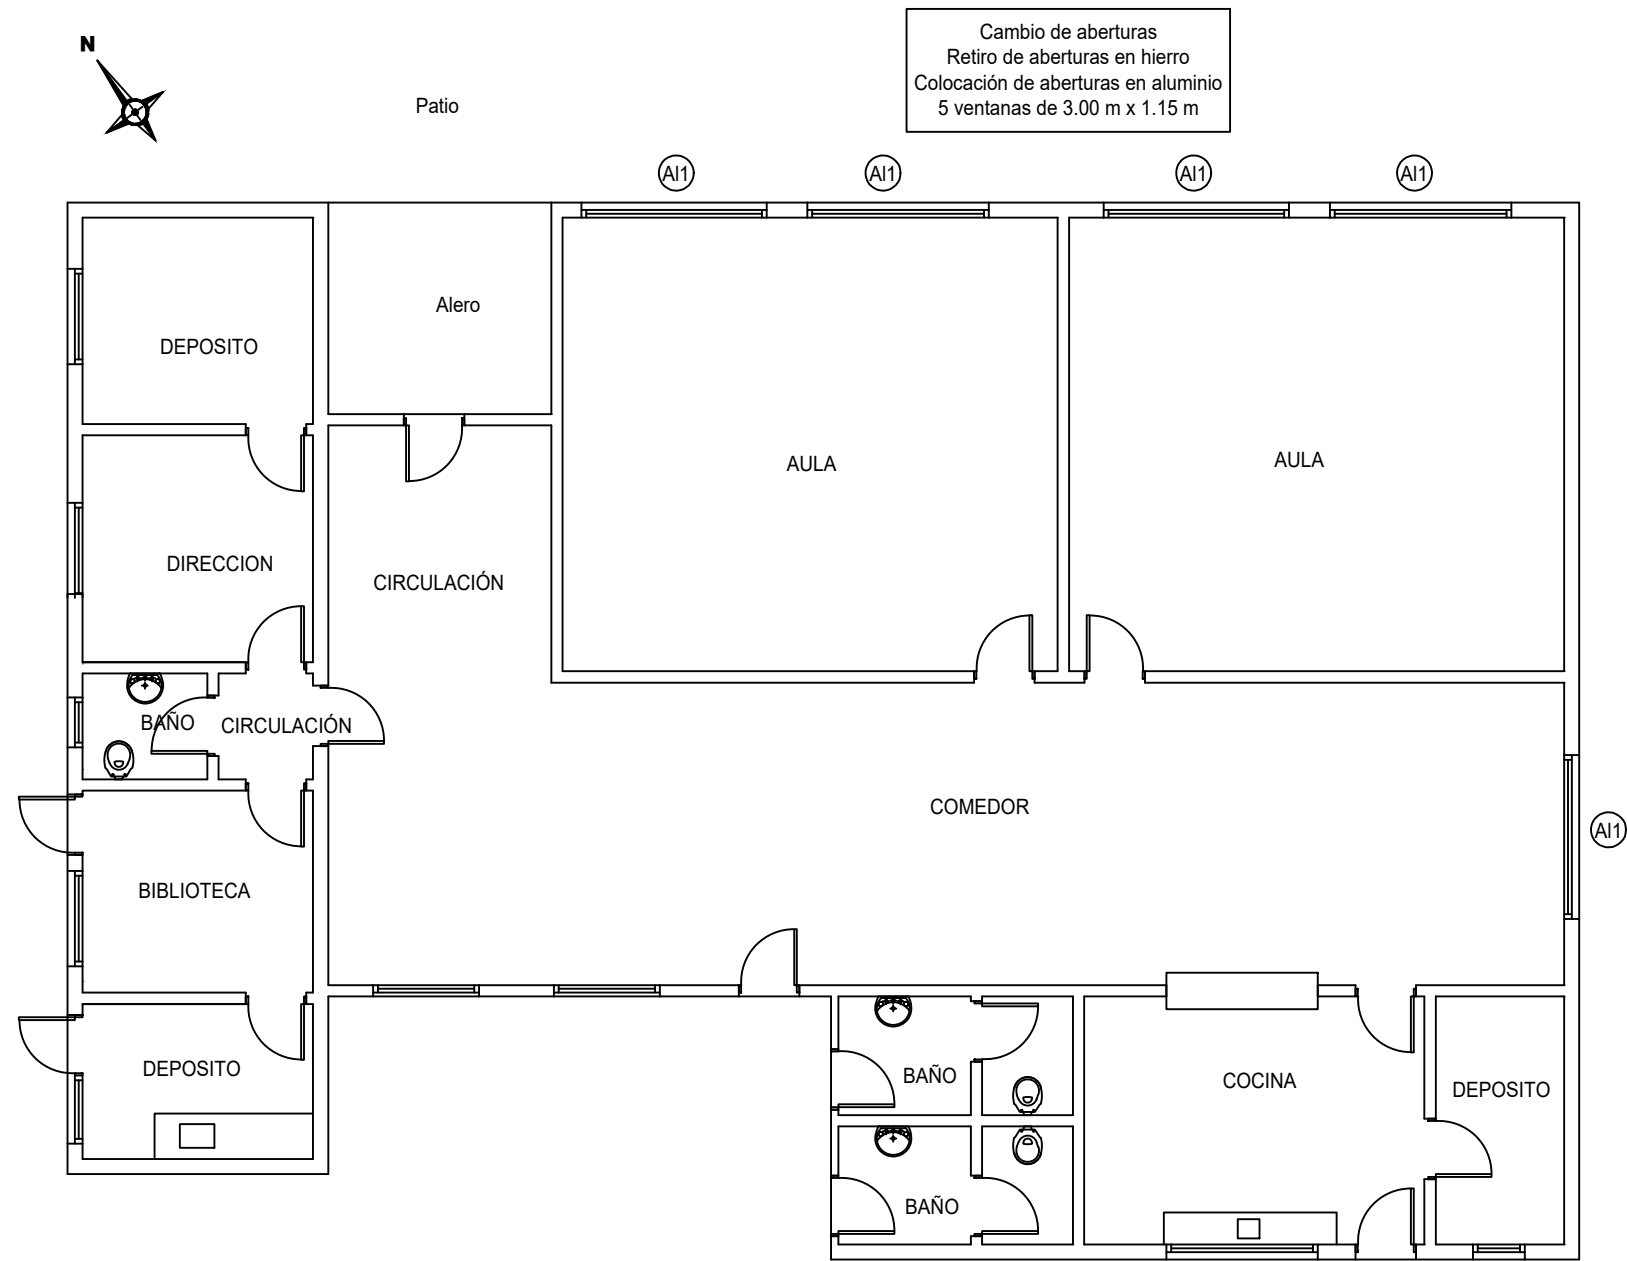 Cambio de aberturas
Retiro de aberturas en hierro
Colocación de aberturas en aluminio
5 ventanas de 3.00 m x 1.15 m
N
Patio
Al1
Al1
Al1
Al1
Alero
DEPOSITO
AULA
AULA
DIRECCION
CIRCULACIÓN
BAÑO
CIRCULACIÓN
COMEDOR
Al1
BIBLIOTECA
DEPOSITO
BAÑO
COCINA
DEPOSITO
BAÑO